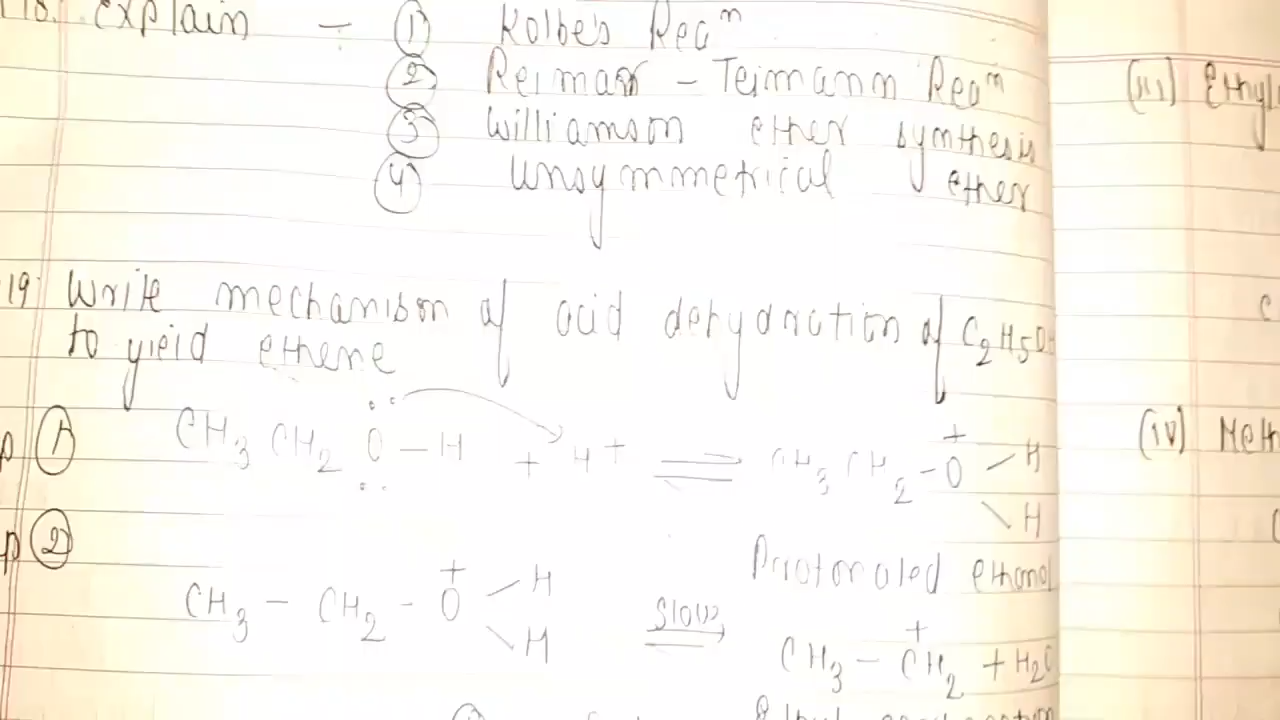 18. Explain - ① Kolbe's Reaⁿ
② Reimar - Teimann Reaⁿ
③ Williamson ether synthesis
④ Unsymmetrical ether
19. Write mechanism of acid dehydration of C₂H₅O
to yield ethene
p ① CH₃ CH₂ O — H + H⁺ ⇌ CH₃ CH₂ - O⁺ H
H
Protonated ethanol
p ② CH₃ — CH₂ - O⁺ H
H
slow
CH₃ — C⁺H₂ + H₂O
(iii) Ethyl
(iv) Meth